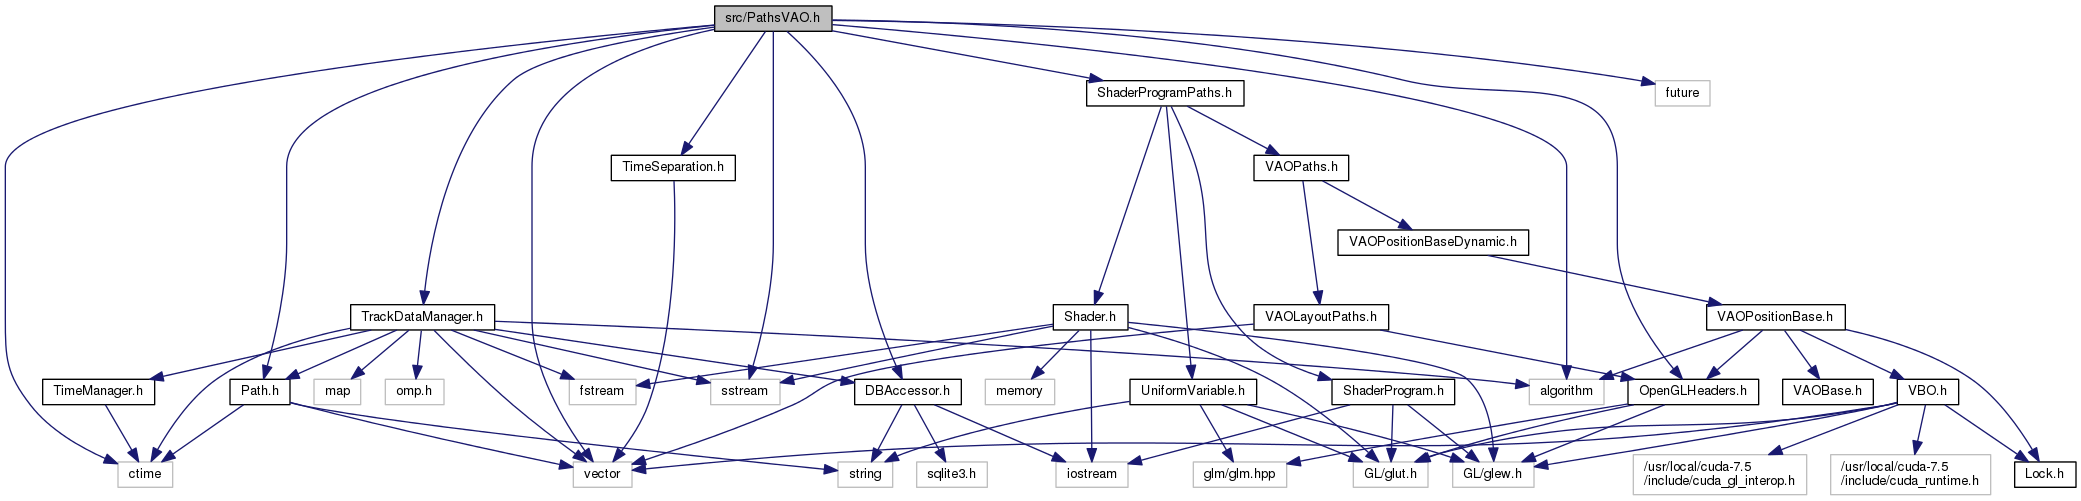 src/PathsVAO.h
ShaderProgramPaths.h
future
TimeSeparation.h
VAOPaths.h
VAOPositionBaseDynamic.h
TrackDataManager.h
Shader.h
VAOLayoutPaths.h
VAOPositionBase.h
TimeManager.h
Path.h
map
omp.h
fstream
sstream
DBAccessor.h
memory
UniformVariable.h
ShaderProgram.h
algorithm
OpenGLHeaders.h
VAOBase.h
VBO.h
ctime
vector
string
sqlite3.h
iostream
glm/glm.hpp
GL/glut.h
GL/glew.h
/usr/local/cuda-7.5
/include/cuda_gl_interop.h
/usr/local/cuda-7.5
/include/cuda_runtime.h
Lock.h